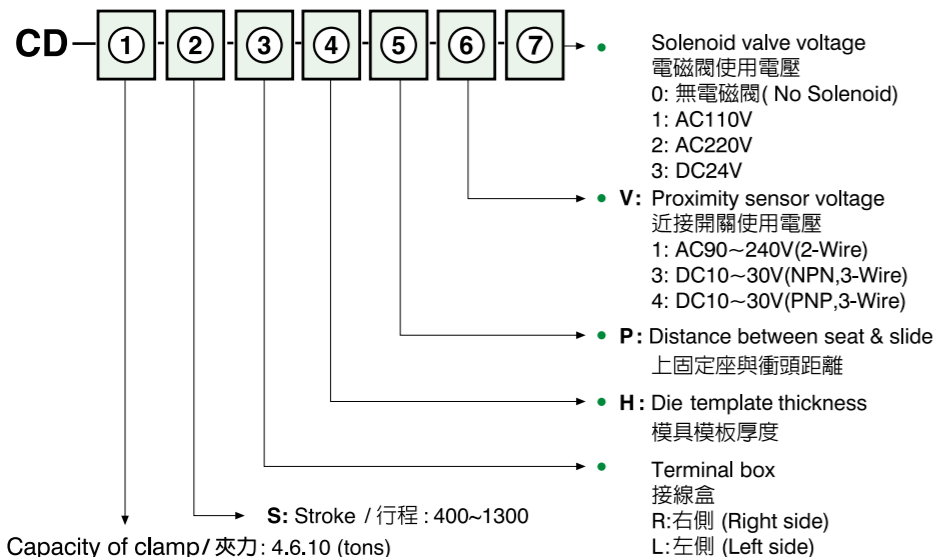 CD-①-②-③-④-⑤-⑥-⑦
Solenoid valve voltage
電磁閥使用電壓
0: 無電磁閥( No Solenoid)
1: AC110V
2: AC220V
3: DC24V
V: Proximity sensor voltage
近接開關使用電壓
1: AC90~240V(2-Wire)
3: DC10~30V(NPN,3-Wire)
4: DC10~30V(PNP,3-Wire)
P: Distance between seat & slide
上固定座與衝頭距離
H: Die template thickness
模具模板厚度
Terminal box
接線盒
R:右側 (Right side)
L:左側 (Left side)
S: Stroke / 行程 : 400~1300
Capacity of clamp/ 夾力: 4.6.10 (tons)